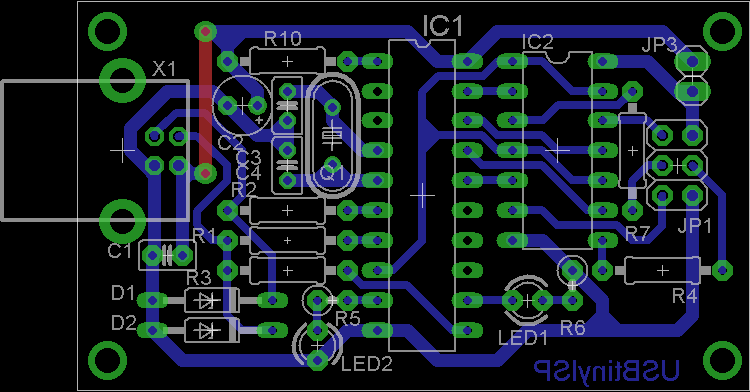 IC1
R10
IC2
JP3
X1
C2
C3
C4
Q1
R2
R1
C1
R3
R7
JP1
D1
D2
R5
LED2
LED1
R6
R4
USBtinyISP